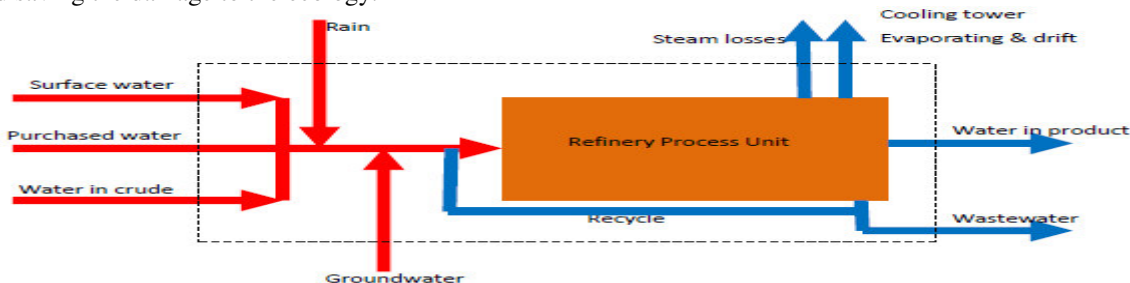 Cooling tower
Rain
Steam losses
Evaporating & drift
Surface water
Purchased water
Refinery Process Unit
Water in product
Water in crude
Recycle
Wastewater
Groundwater